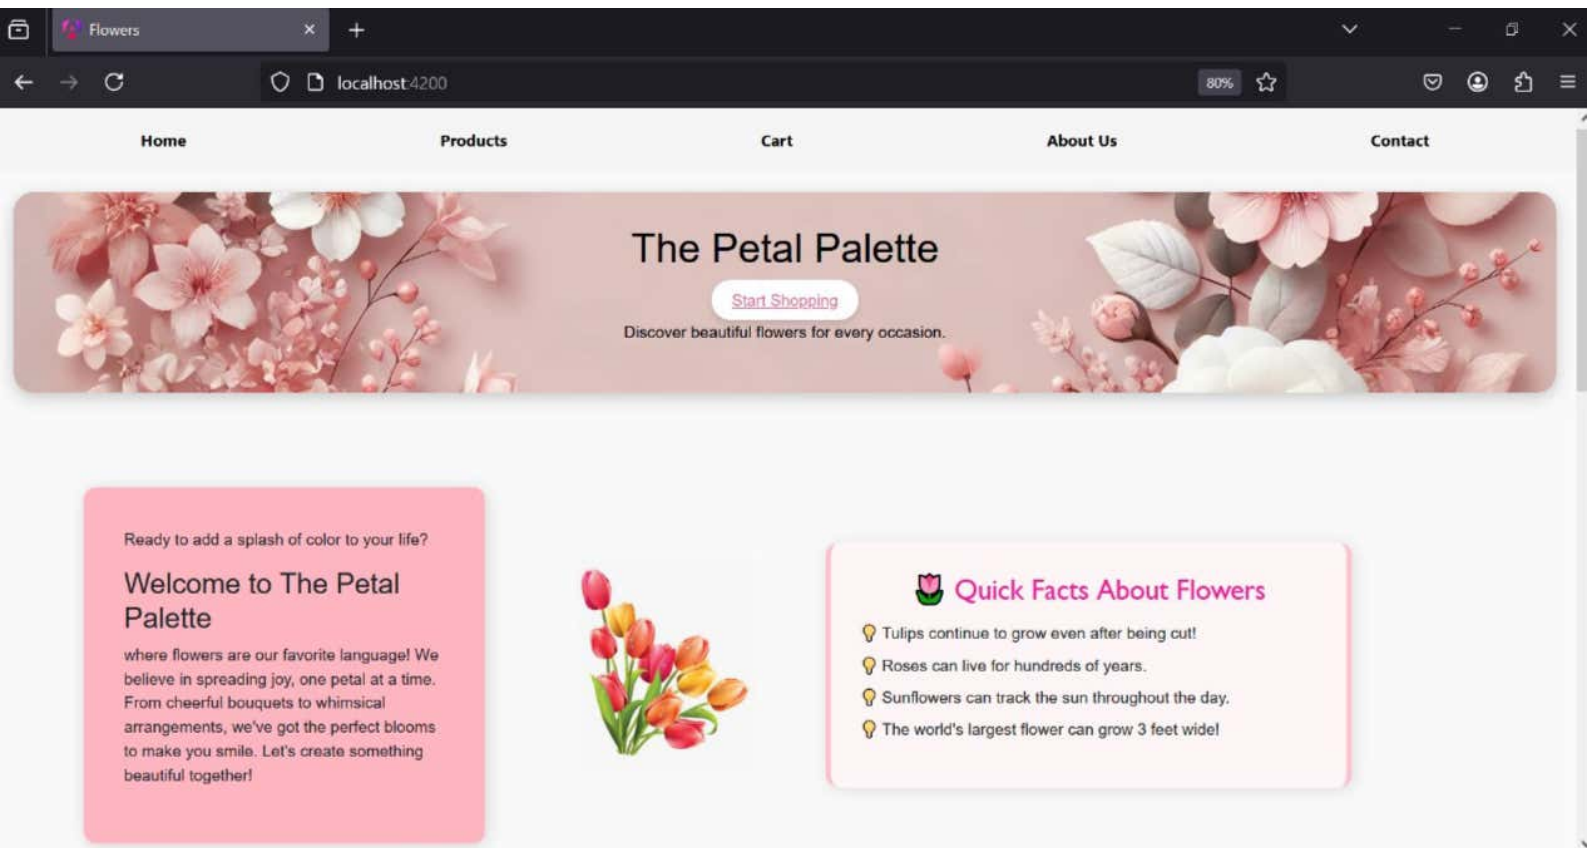 Flowers
localhost:4200
80%
Home Products Cart About Us Contact
The Petal Palette
Start Shopping
Discover beautiful flowers for every occasion.
Ready to add a splash of color to your life?
Welcome to The Petal
Palette
where flowers are our favorite language! We
believe in spreading joy, one petal at a time.
From cheerful bouquets to whimsical
arrangements, we've got the perfect blooms
to make you smile. Let's create something
beautiful together!
Quick Facts About Flowers
Tulips continue to grow even after being cut!
Roses can live for hundreds of years.
Sunflowers can track the sun throughout the day.
The world's largest flower can grow 3 feet wide!